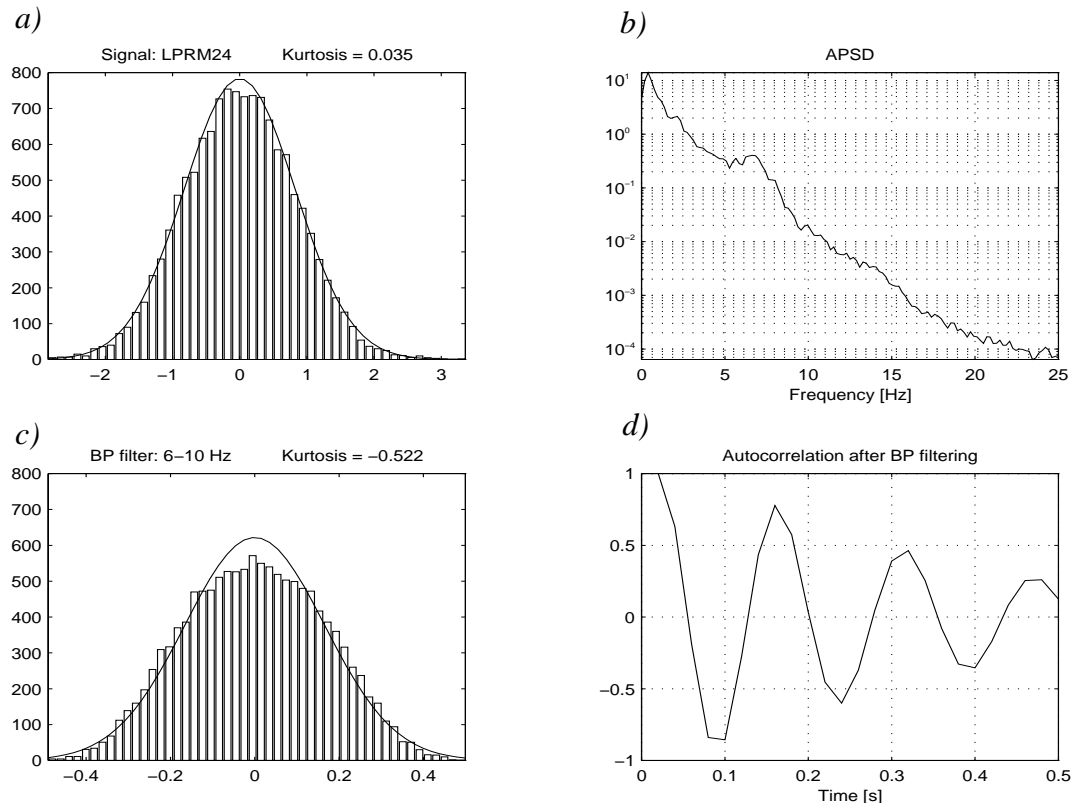 a)
Signal: LPRM24 Kurtosis = 0.035
800
700
600
500
400
300
200
100
0
−2 −1 0 1 2 3
b)
APSD
10^1
10^0
10^−1
10^−2
10^−3
10^−4
0 5 10 15 20 25
Frequency [Hz]
c)
BP filter: 6−10 Hz Kurtosis = −0.522
800
700
600
500
400
300
200
100
0
−0.4 −0.2 0 0.2 0.4
d)
Autocorrelation after BP filtering
1
0.5
0
−0.5
−1
0 0.1 0.2 0.3 0.4 0.5
Time [s]